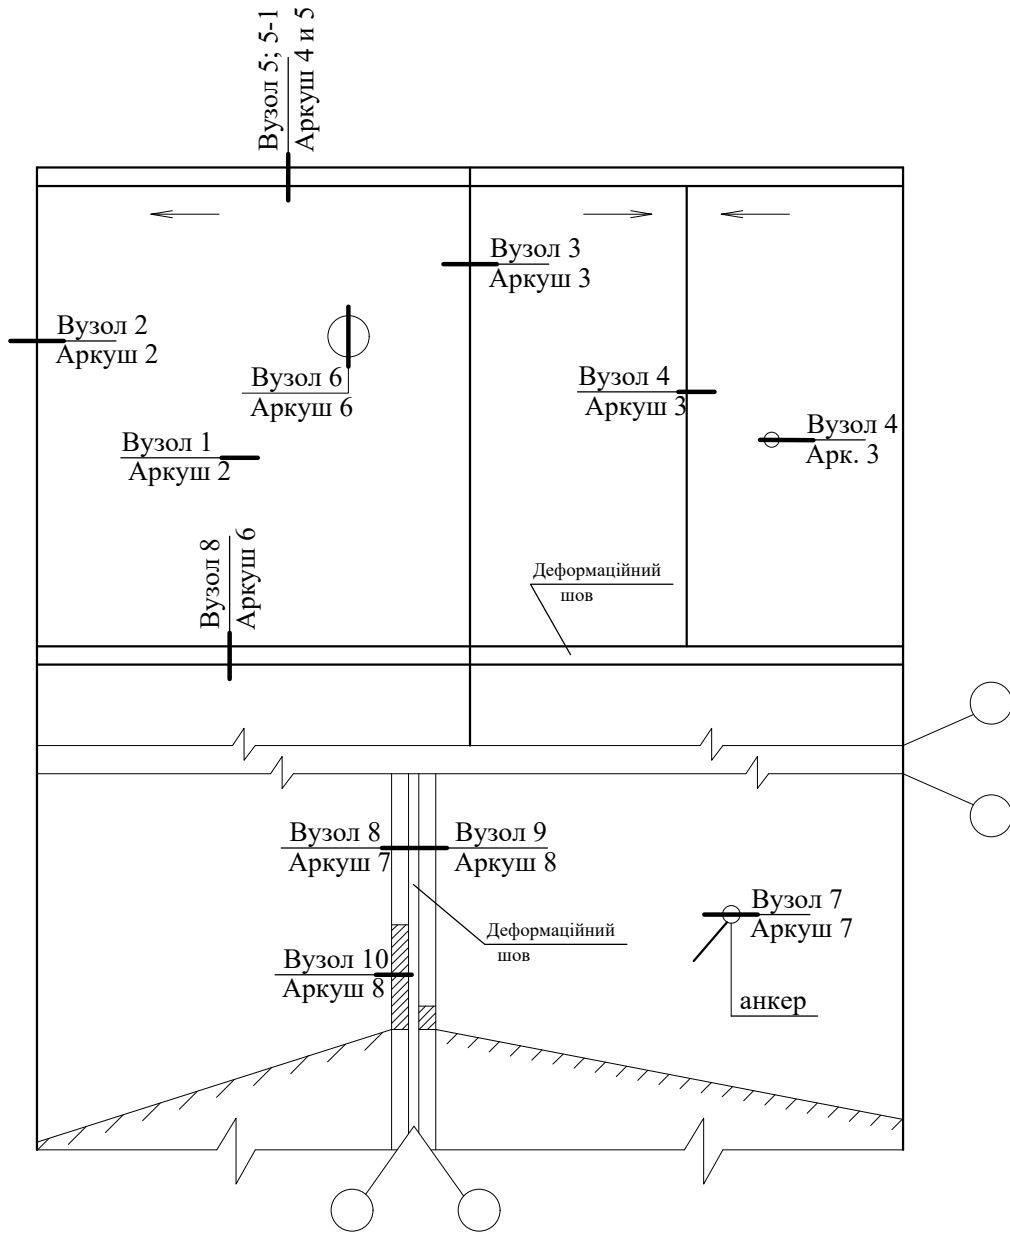 Вузол 5; 5-1
Аркуш 4 и 5
Вузол 3
Аркуш 3
Вузол 2
Аркуш 2
Вузол 6
Аркуш 6
Вузол 4
Аркуш 3
Вузол 4
Арк. 3
Вузол 1
Аркуш 2
Вузол 8
Аркуш 6
Деформаційний
шов
Вузол 8
Аркуш 7
Вузол 9
Аркуш 8
Вузол 7
Аркуш 7
Деформаційний
шов
Вузол 10
Аркуш 8
анкер